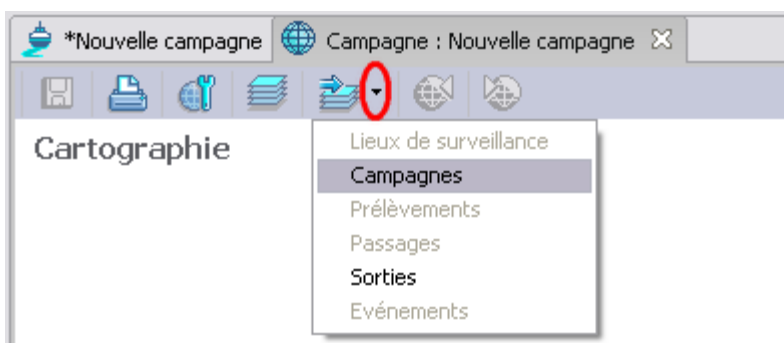 *Nouvelle campagne Campagne : Nouvelle campagne
Cartographie
Lieux de surveillance
Campagnes
Prélèvements
Passages
Sorties
Evénements